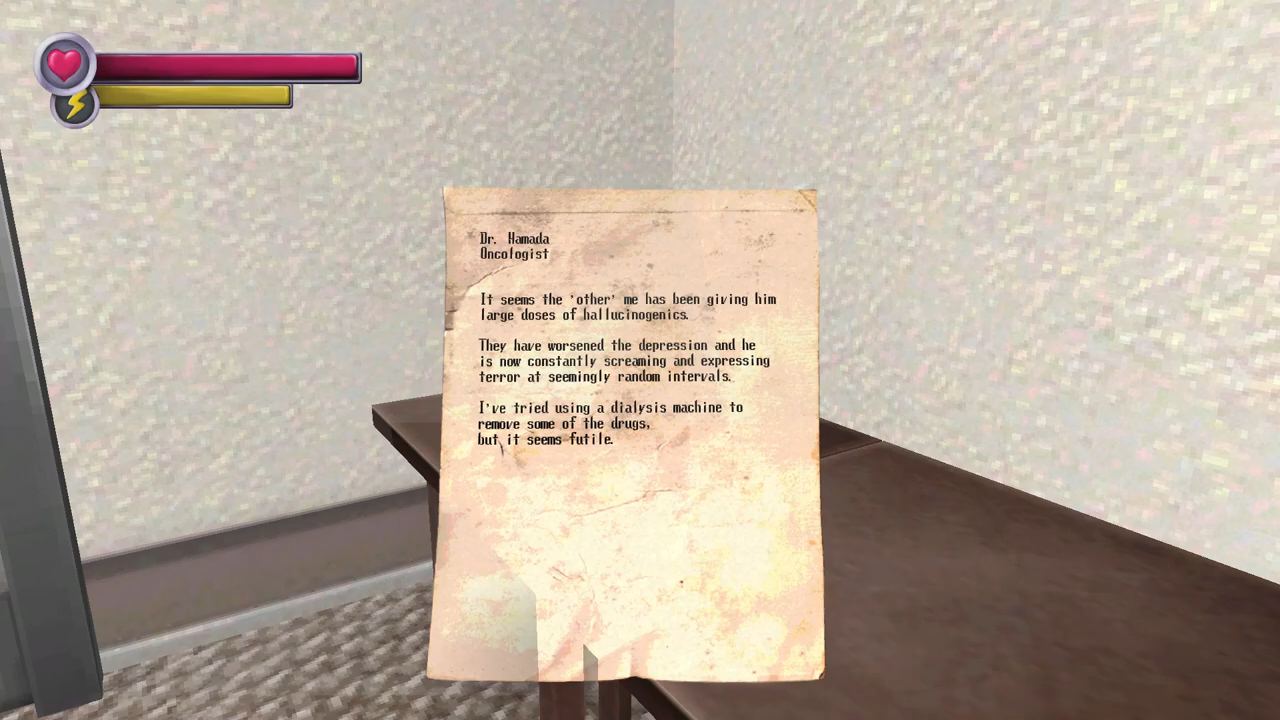 Dr. Hamada
Oncologist
It seems the 'other' me has been giving him
large doses of hallucinogenics.
They have worsened the depression and he
is now constantly screaming and expressing
terror at seemingly random intervals.
I've tried using a dialysis machine to
remove some of the drugs,
but it seems futile.